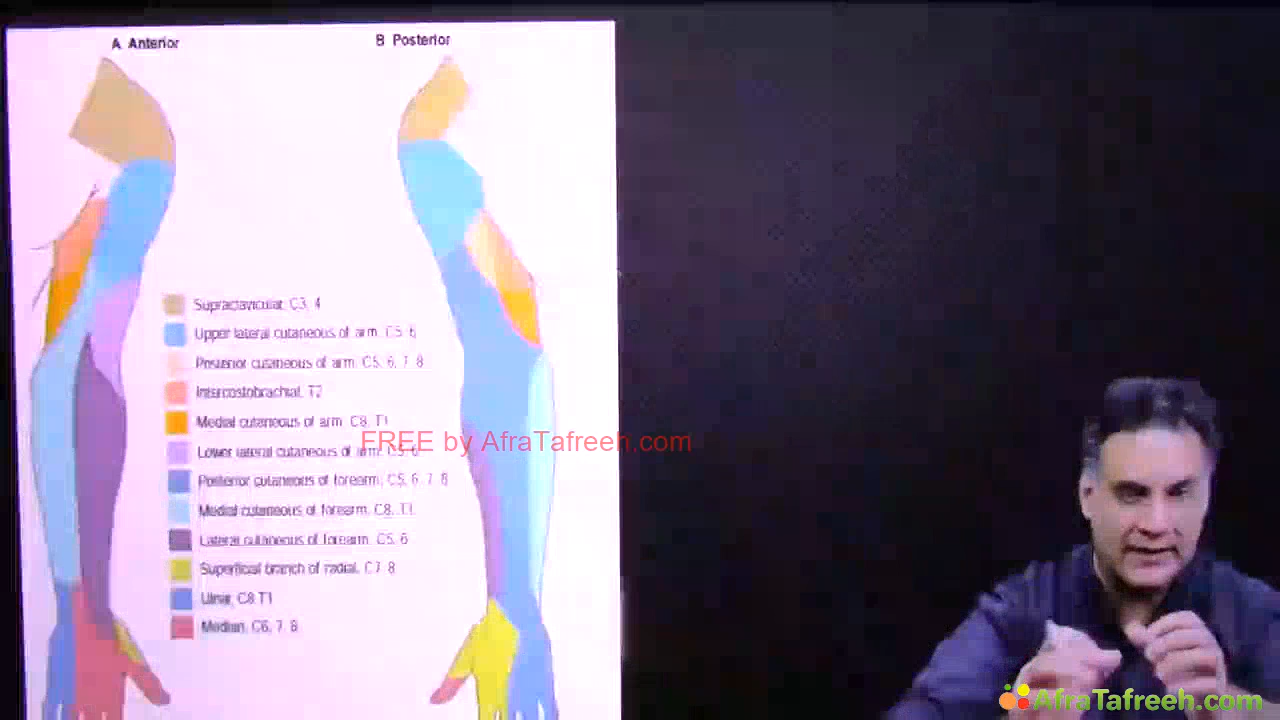 A Anterior
B Posterior
Supraclavicular, C3, 4
Upper lateral cutaneous of arm, C5, 6
Posterior cutaneous of arm, C5, 6, 7, 8
Intercostobrachial, T2
Medial cutaneous of arm, C8, T1
Lower lateral cutaneous of arm, C5, 6
Posterior cutaneous of forearm, C5, 6, 7, 8
Medial cutaneous of forearm, C8, T1
Lateral cutaneous of forearm, C5, 6
Superficial branch of radial, C7, 8
Ulnar, C8 T1
Median, C6, 7, 8
FREE by AfraTafreeh.com
AfraTafreeh.com